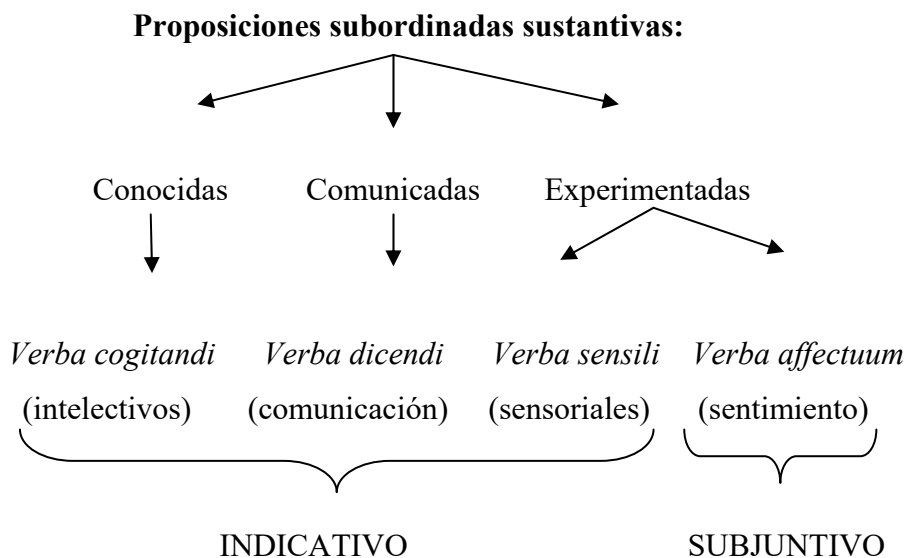 Proposiciones subordinadas sustantivas:
Conocidas Comunicadas Experimentadas
Verba cogitandi Verba dicendi Verba sensili Verba affectuum
(intelectivos) (comunicación) (sensoriales) (sentimiento)
INDICATIVO SUBJUNTIVO